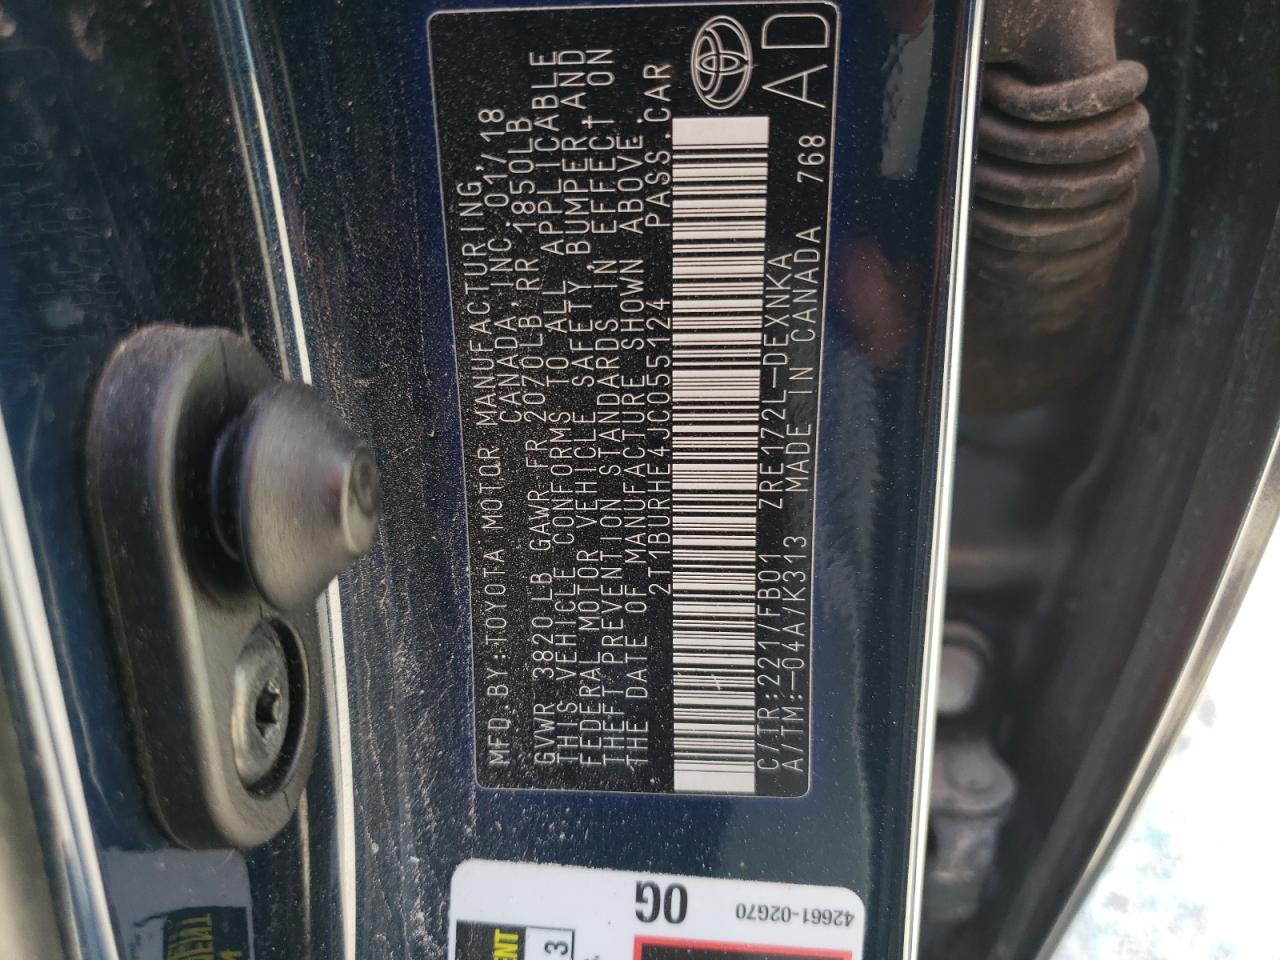 MFD.BY:TOYOTA MOTOR MANUFACTURING,
CANADA INC. 01/18
GVWR 3820LB GAWR FR 2070LB,RR 1850LB
THIS VEHICLE CONFORMS TO ALL APPLICABLE
FEDERAL MOTOR VEHICLE SAFETY,BUMPER,AND
THEFT PREVENTION STANDARDS IN EFFECT ON
THE DATE OF MANUFACTURE SHOWN ABOVE.
2T1BURHE4JC055124 PASS.CAR
C/TR:221/FB01 ZRE172L-DEXNKA
A/TM:-04A/K313 MADE IN CANADA 768
AD
0G
42661-02G70
3